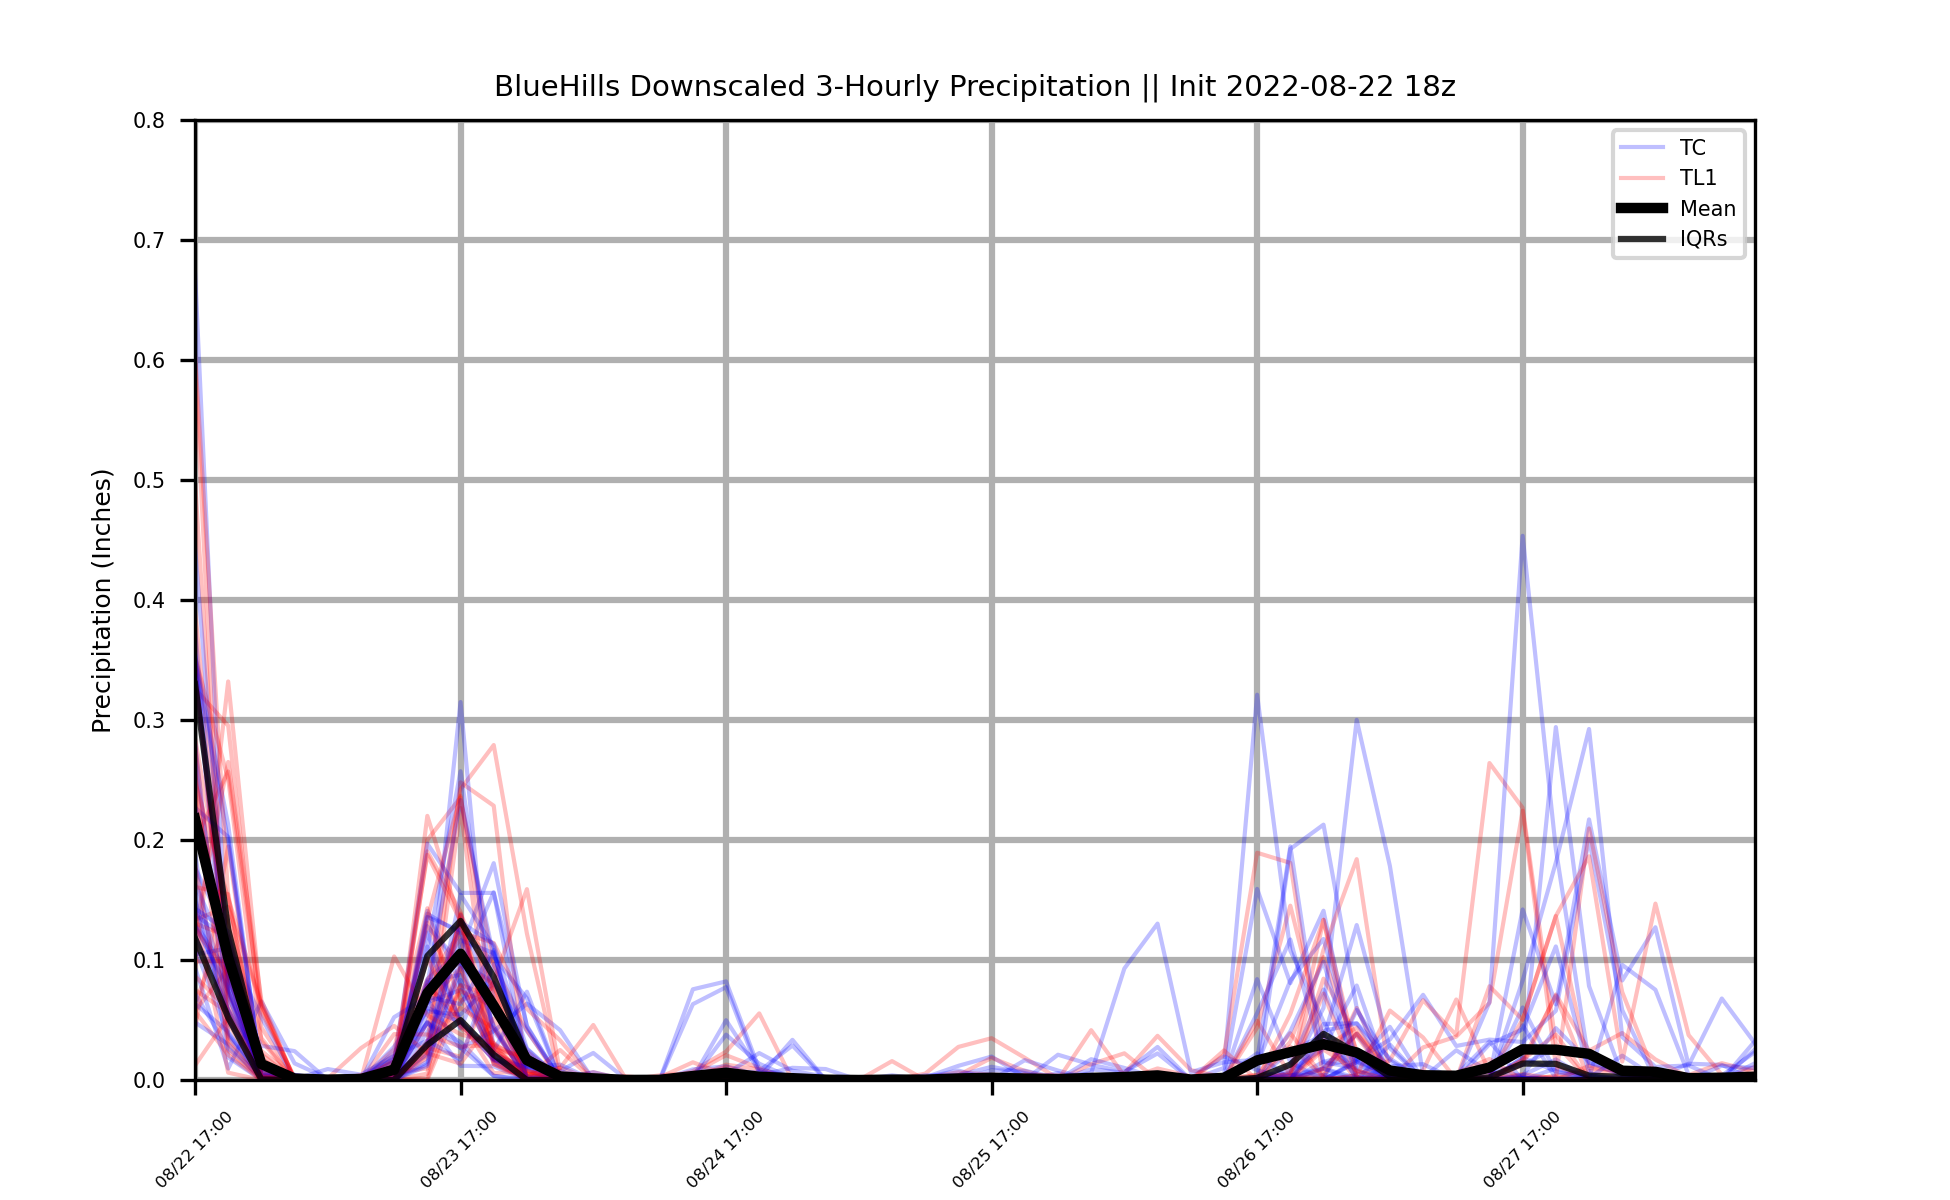 BlueHills Downscaled 3-Hourly Precipitation || Init 2022-08-22 18z
Precipitation (Inches)
0.8
0.7
0.6
0.5
0.4
0.3
0.2
0.1
0.0
TC
TL1
Mean
IQRs
08/22 17:00
08/23 17:00
08/24 17:00
08/25 17:00
08/26 17:00
08/27 17:00